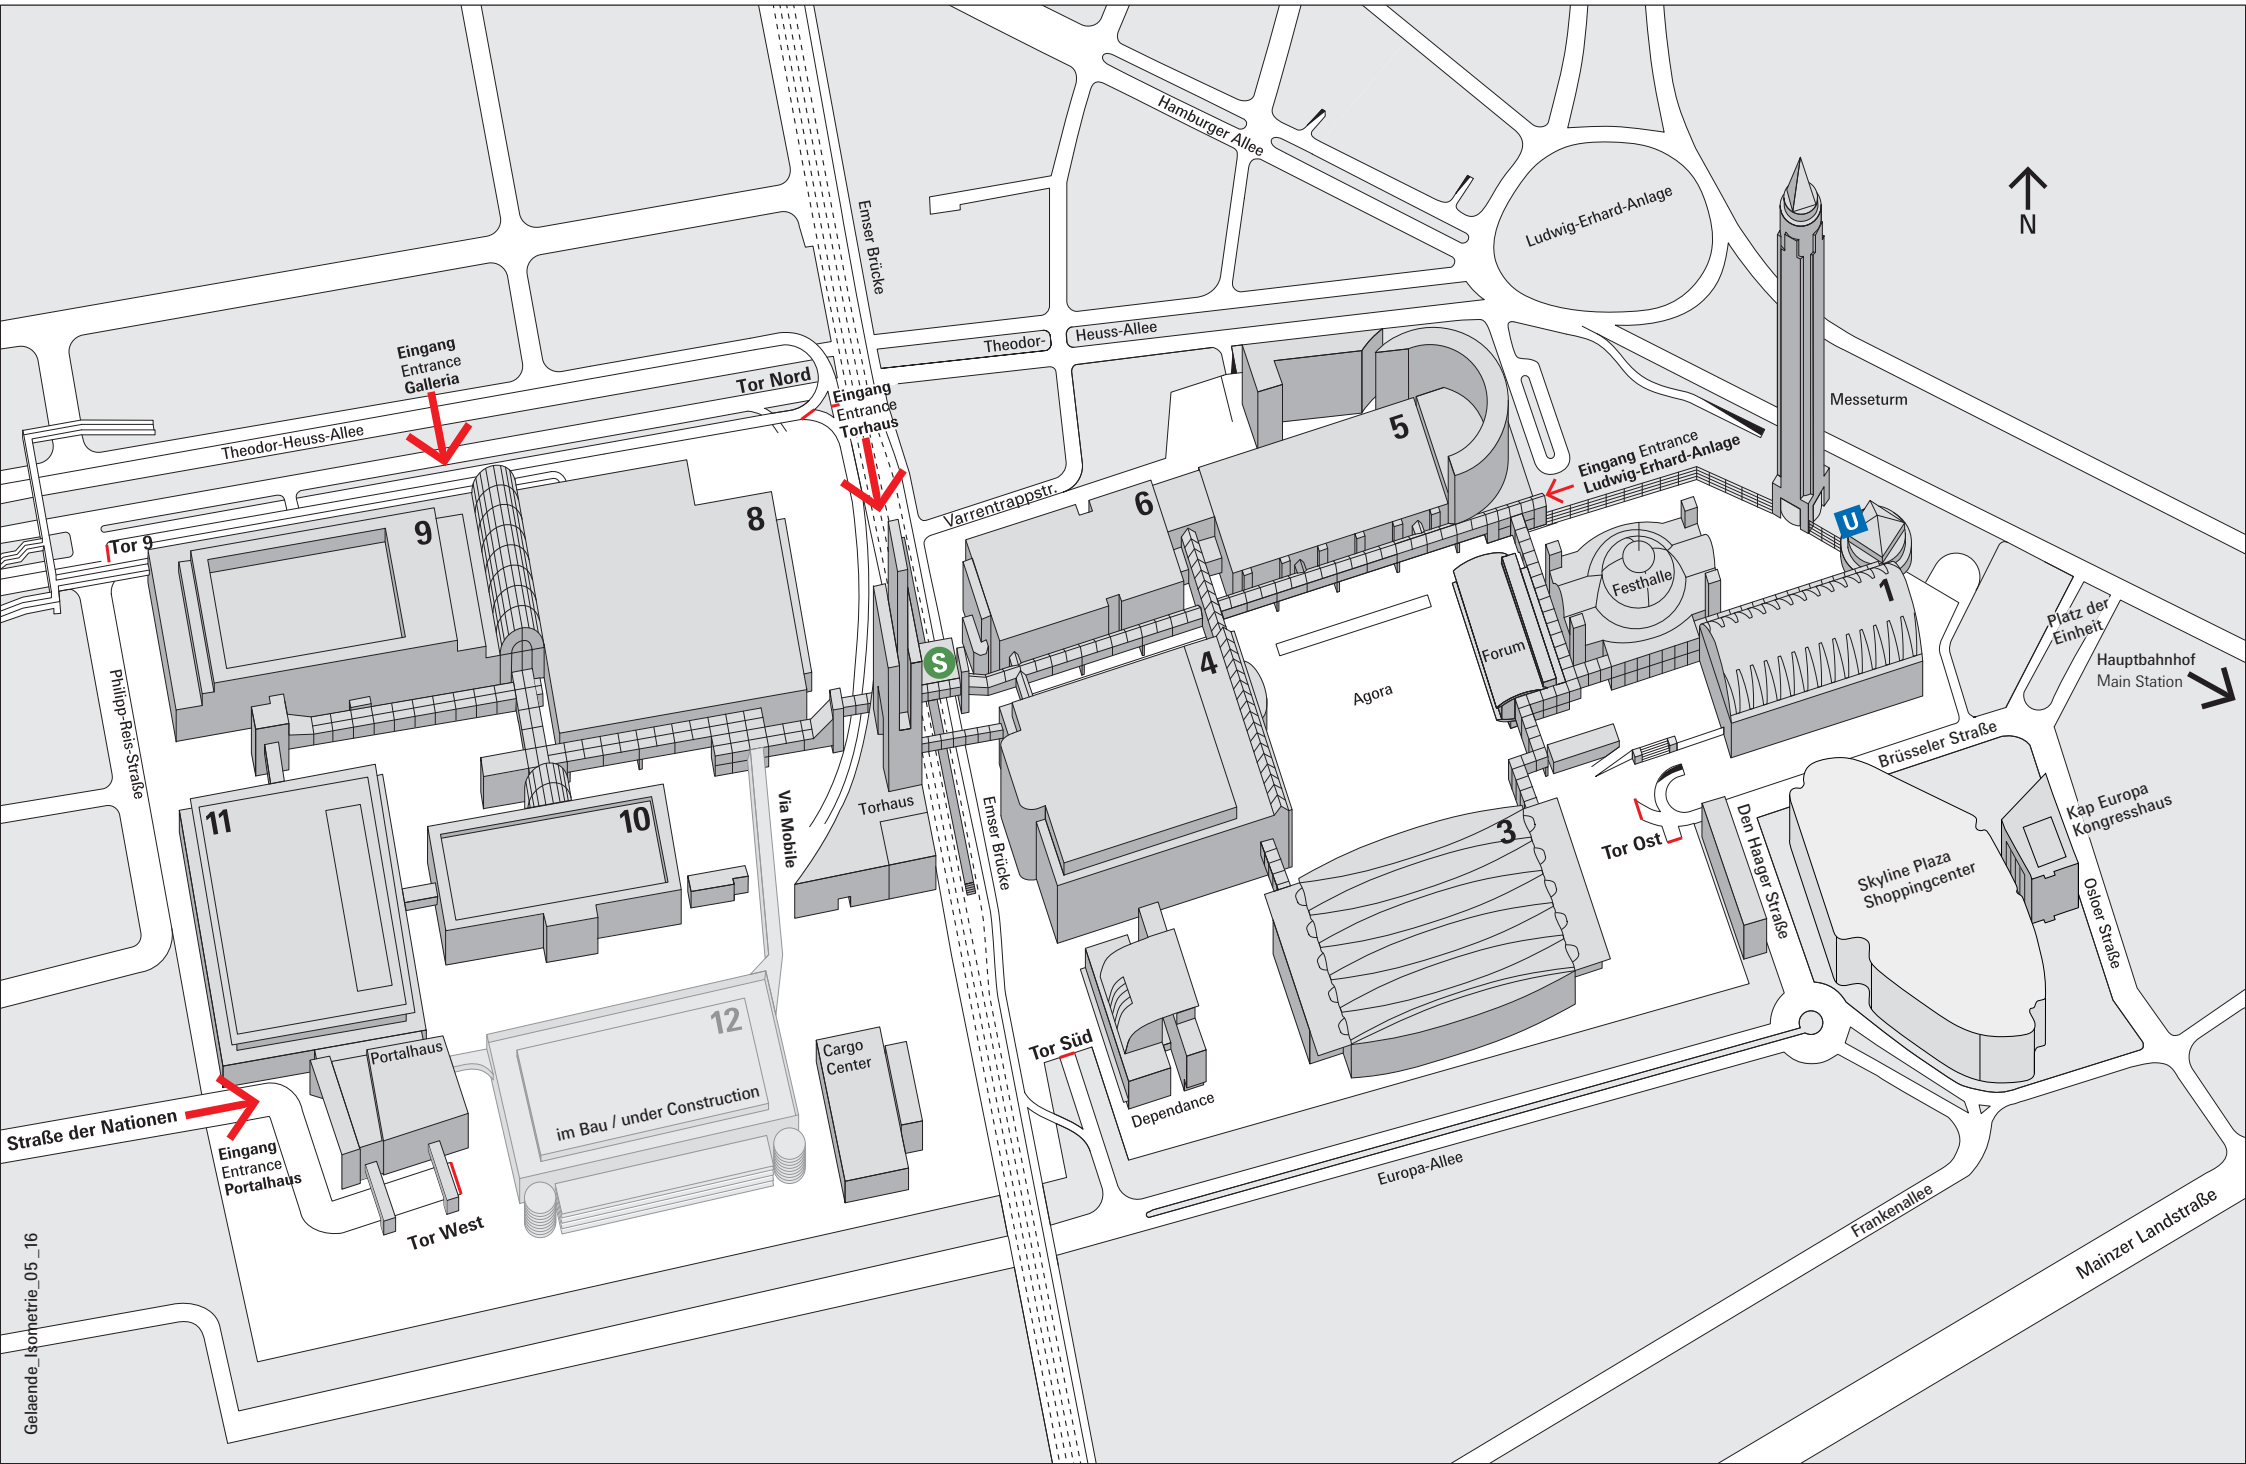 Hamburger Allee
Ludwig-Erhard-Anlage
N
Emser Brücke
Theodor-
Heuss-Allee
Eingang
Entrance
Galleria
Tor Nord
Eingang
Entrance
Torhaus
Theodor-Heuss-Allee
Messeturm
5
Eingang Entrance
Ludwig-Erhard-Anlage
Varrentrappstr.
6
8
9
Tor 9
U
Festhalle
1
Platz der
Einheit
Hauptbahnhof
Main Station
S
4
Forum
Agora
Philipp-Reis-Straße
Brüsseler Straße
Kap Europa
Kongresshaus
11
10
Via Mobile
Torhaus
Emser Brücke
3
Tor Ost
Den Haager Straße
Skyline Plaza
Shoppingcenter
Osloer Straße
12
im Bau / under Construction
Portalhaus
Cargo
Center
Tor Süd
Dependance
Straße der Nationen
Eingang
Entrance
Portalhaus
Tor West
Europa-Allee
Frankenallee
Mainzer Landstraße
Gelaende_Isometrie_05_16